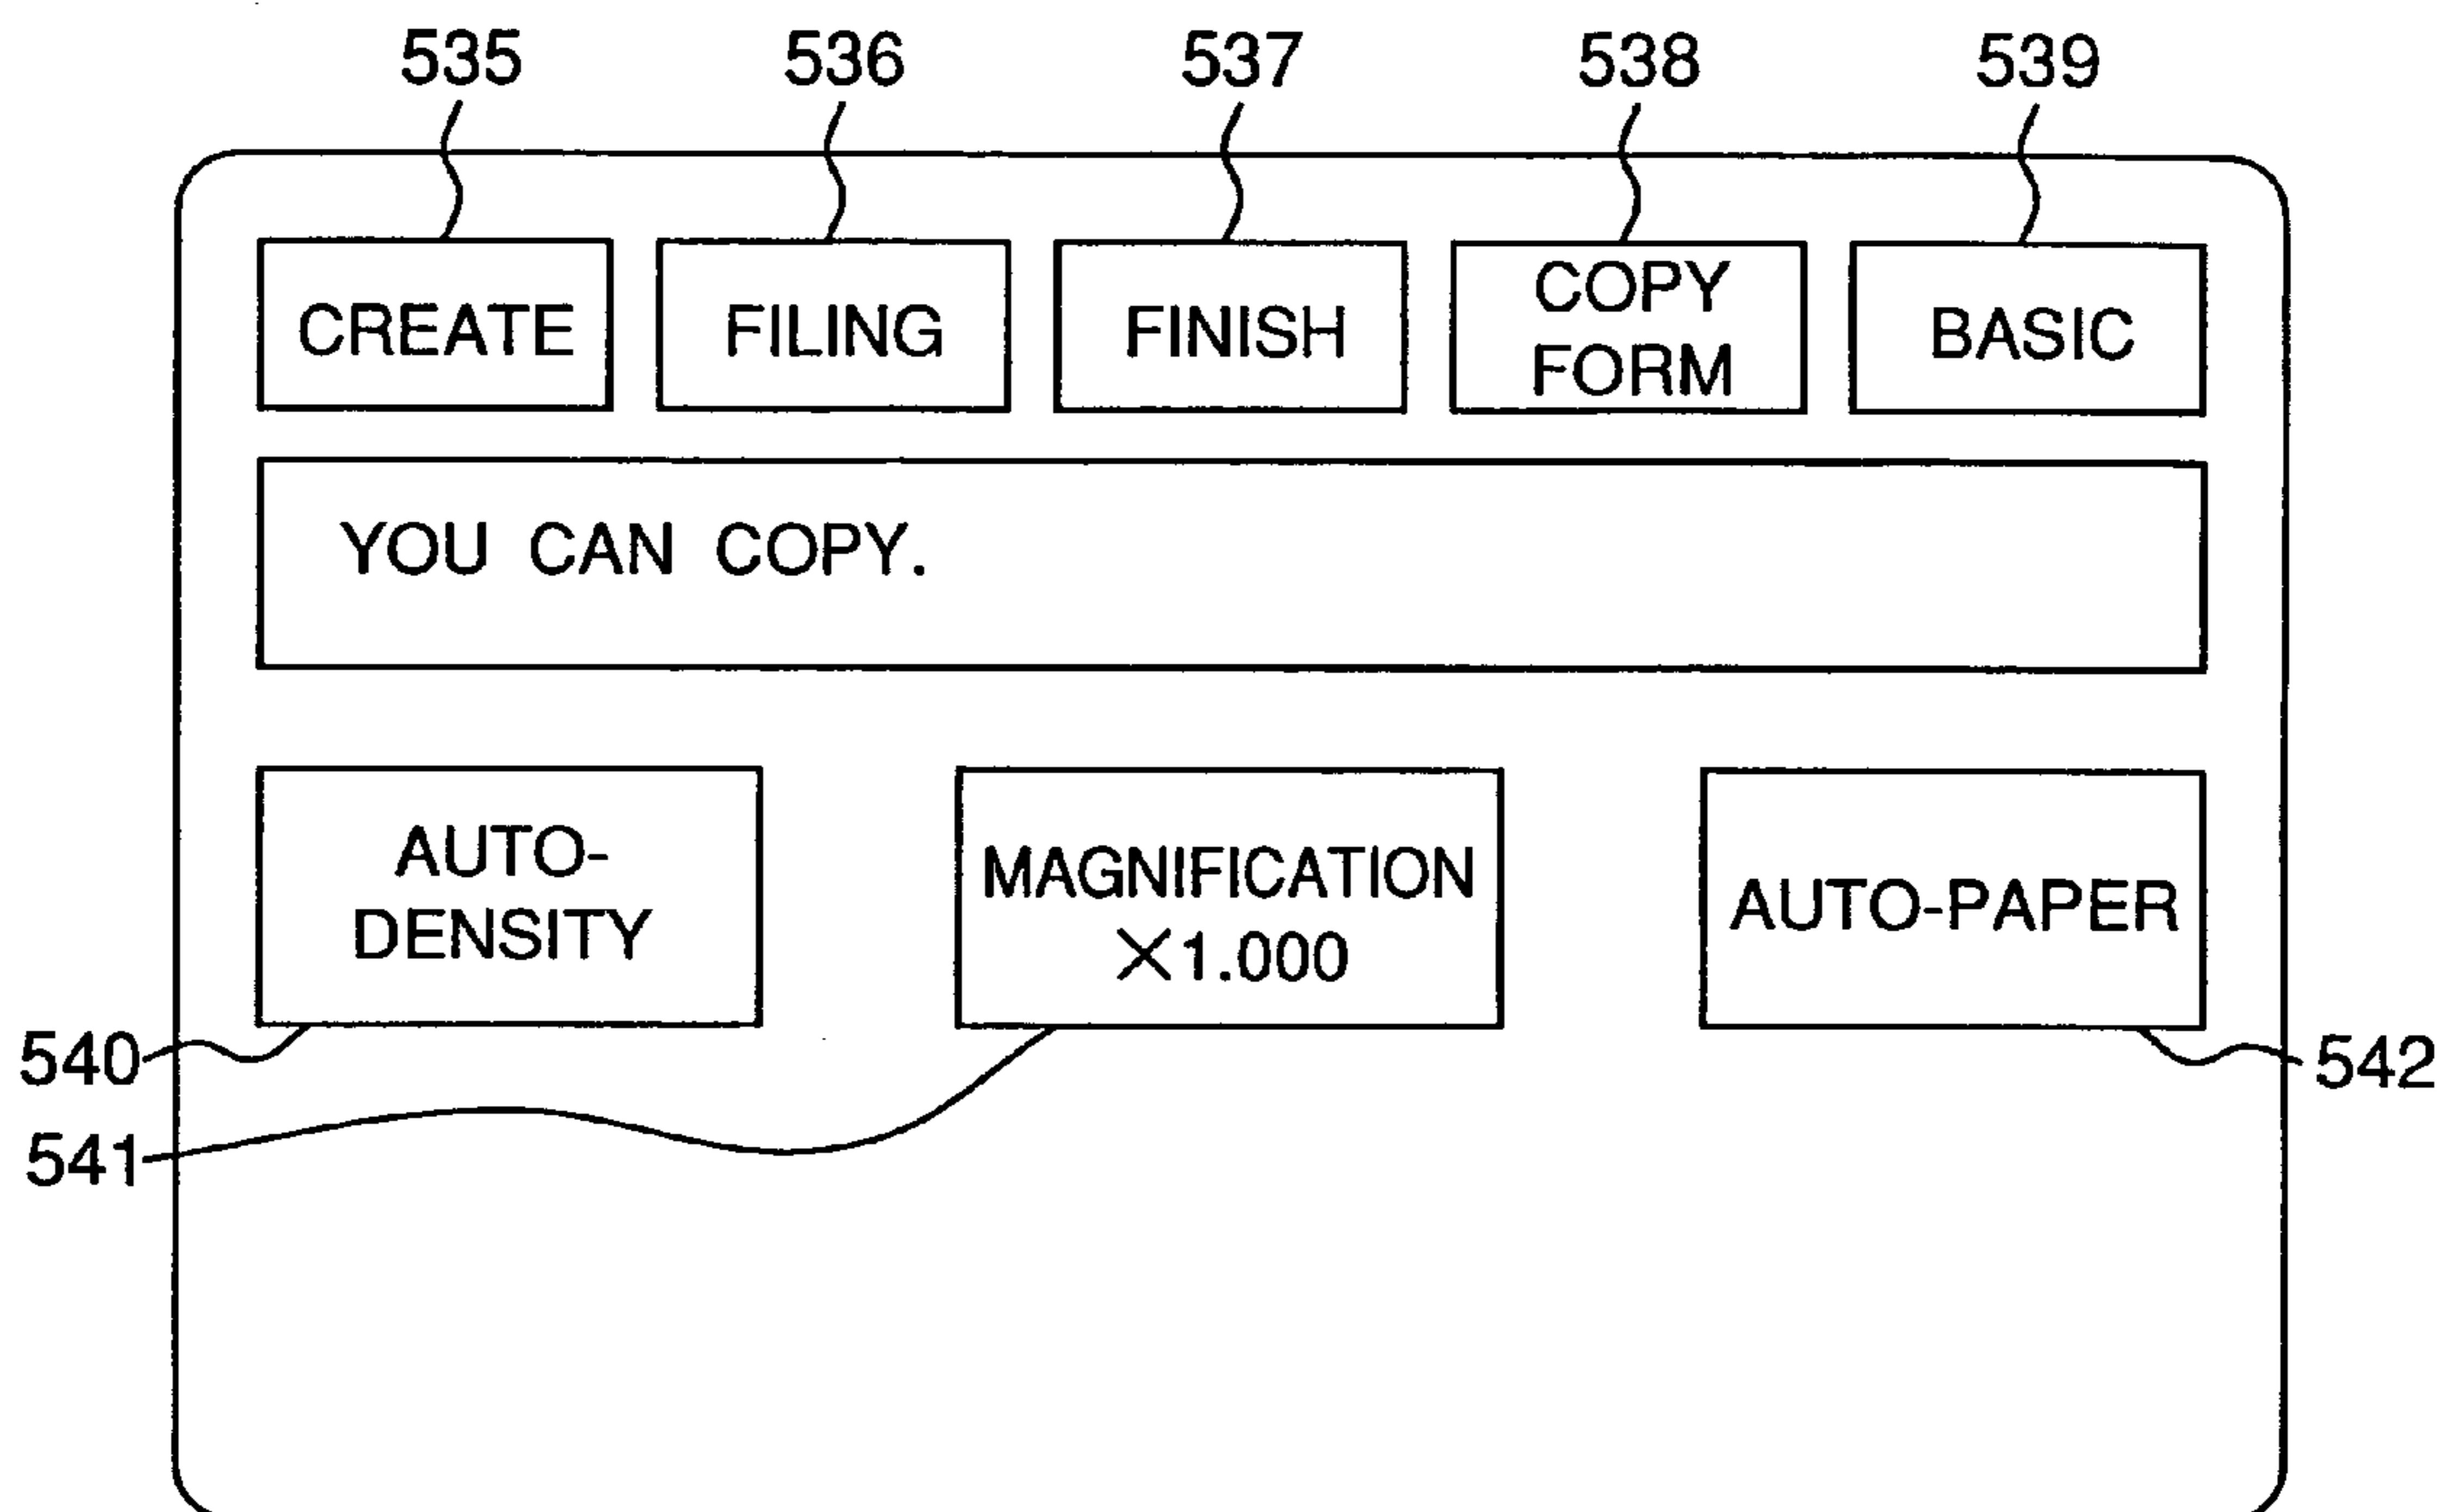 535 536 537 538 539
CREATE
FILING
FINISH
COPY
FORM
BASIC
YOU CAN COPY.
AUTO-
DENSITY
MAGNIFICATION
×1.000
AUTO-PAPER
540
542
541